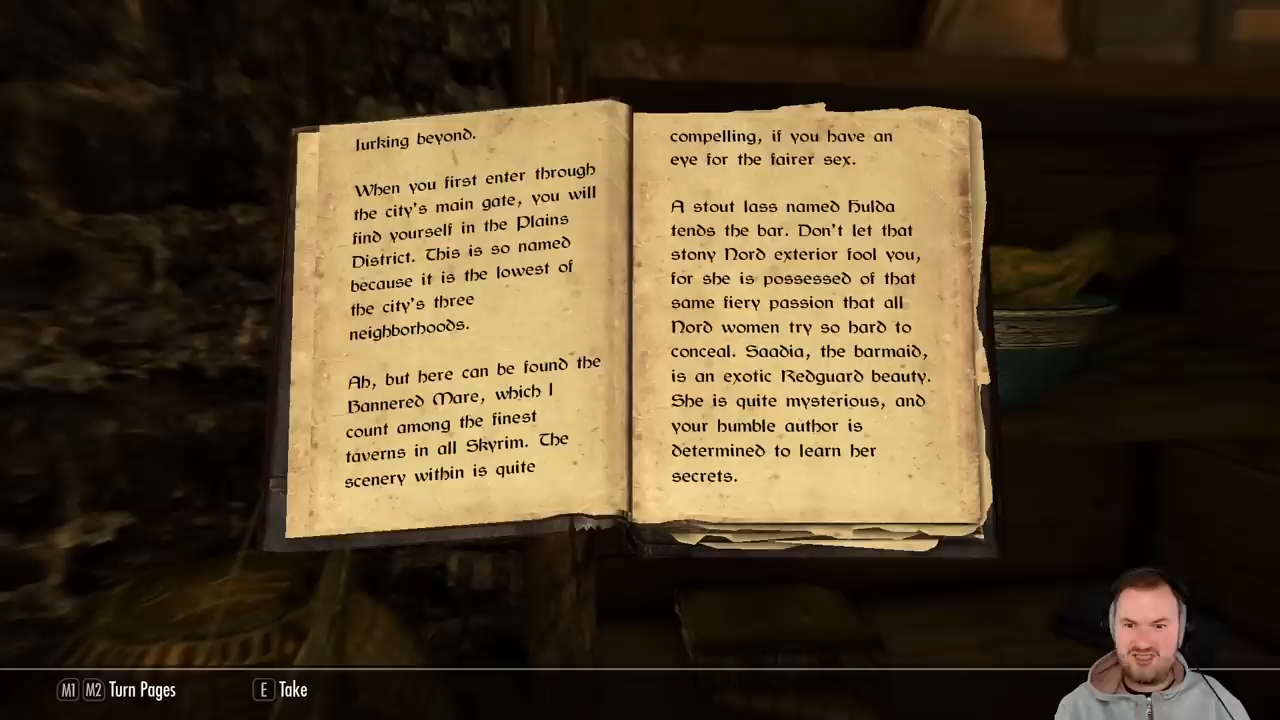 lurking beyond.
When you first enter through
the city's main gate, you will
find yourself in the Plains
District. This is so named
because it is the lowest of
the city's three
neighborhoods.
Ah, but here can be found the
Bannered Mare, which I
count among the finest
taverns in all Skyrim. The
scenery within is quite
compelling, if you have an
eye for the fairer sex.
A stout lass named Hulda
tends the bar. Don't let that
stony Nord exterior fool you,
for she is possessed of that
same fiery passion that all
Nord women try so hard to
conceal. Saadia, the barmaid,
is an exotic Redguard beauty.
She is quite mysterious, and
your humble author is
determined to learn her
secrets.
M1 M2 Turn Pages E Take